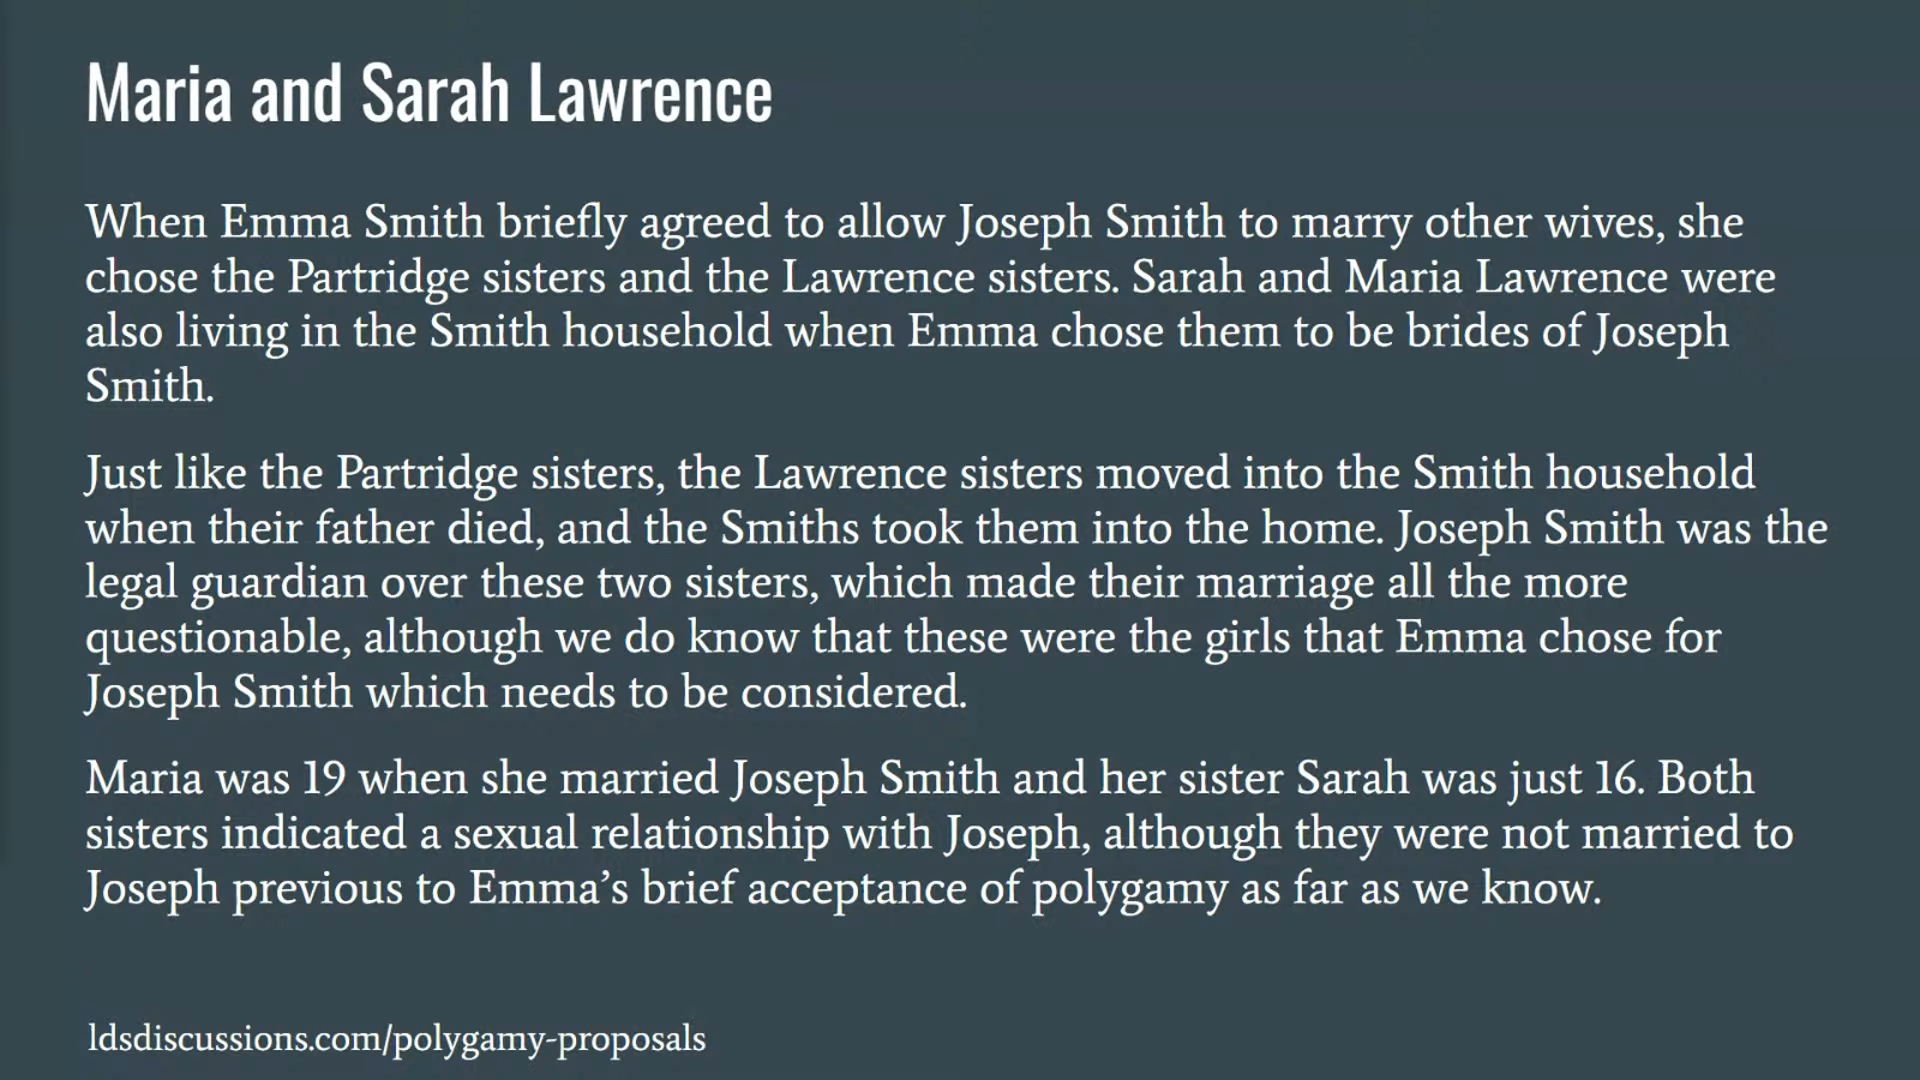 Maria and Sarah Lawrence
When Emma Smith briefly agreed to allow Joseph Smith to marry other wives, she
chose the Partridge sisters and the Lawrence sisters. Sarah and Maria Lawrence were
also living in the Smith household when Emma chose them to be brides of Joseph
Smith.
Just like the Partridge sisters, the Lawrence sisters moved into the Smith household
when their father died, and the Smiths took them into the home. Joseph Smith was the
legal guardian over these two sisters, which made their marriage all the more
questionable, although we do know that these were the girls that Emma chose for
Joseph Smith which needs to be considered.
Maria was 19 when she married Joseph Smith and her sister Sarah was just 16. Both
sisters indicated a sexual relationship with Joseph, although they were not married to
Joseph previous to Emma’s brief acceptance of polygamy as far as we know.
ldsdiscussions.com/polygamy-proposals